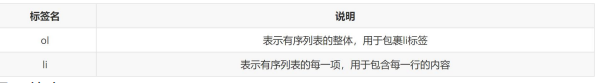 标签名 说明
ol 表示有序列表的整体，用于包裹li标签
li 表示有序列表的每一项，用于包含每一行的内容